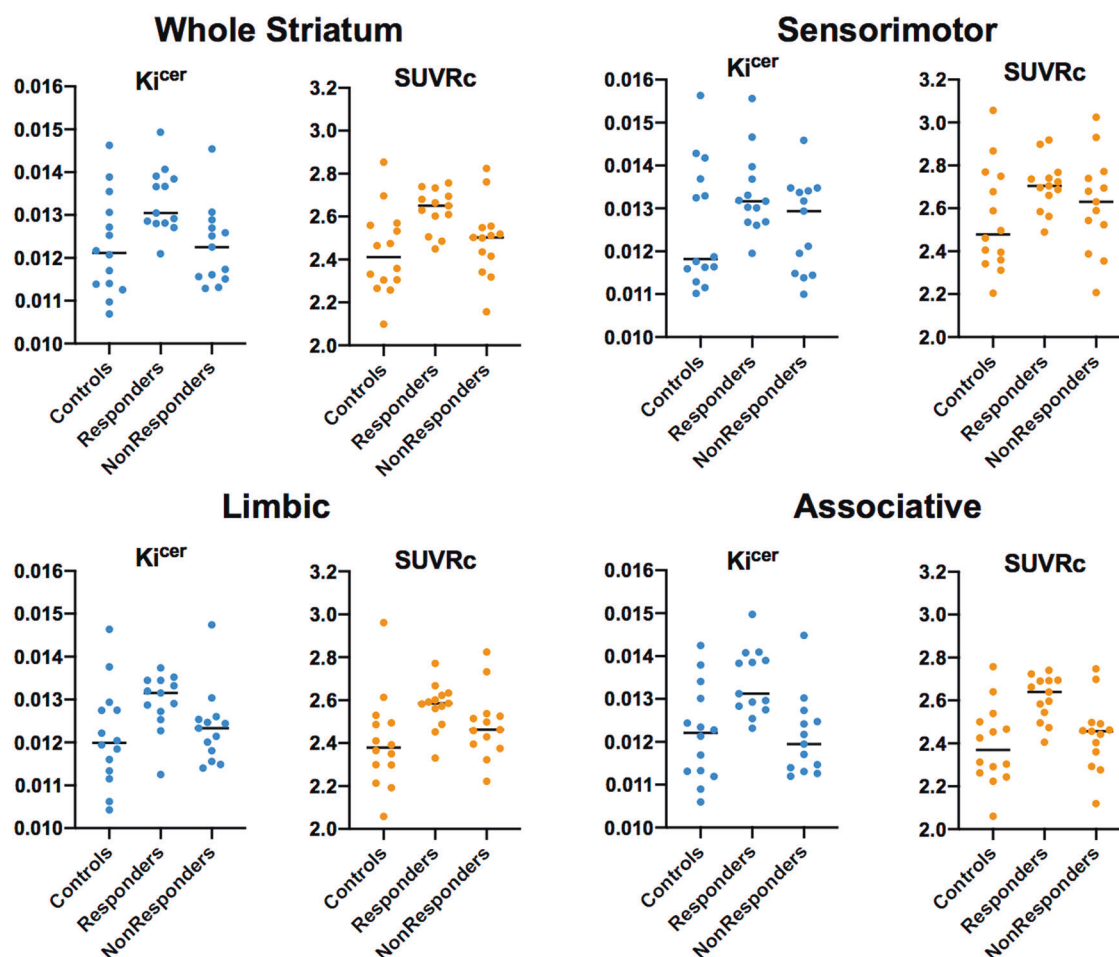 Whole Striatum
Sensorimotor
Ki^cer
SUVRc
Ki^cer
SUVRc
0.016
0.015
0.014
0.013
0.012
0.011
0.010
3.2
3.0
2.8
2.6
2.4
2.2
2.0
0.016
0.015
0.014
0.013
0.012
0.011
0.010
3.2
3.0
2.8
2.6
2.4
2.2
2.0
Controls
Responders
NonResponders
Controls
Responders
NonResponders
Controls
Responders
NonResponders
Controls
Responders
NonResponders
Limbic
Associative
Ki^cer
SUVRc
Ki^cer
SUVRc
0.016
0.015
0.014
0.013
0.012
0.011
0.010
3.2
3.0
2.8
2.6
2.4
2.2
2.0
0.016
0.015
0.014
0.013
0.012
0.011
0.010
3.2
3.0
2.8
2.6
2.4
2.2
2.0
Controls
Responders
NonResponders
Controls
Responders
NonResponders
Controls
Responders
NonResponders
Controls
Responders
NonResponders